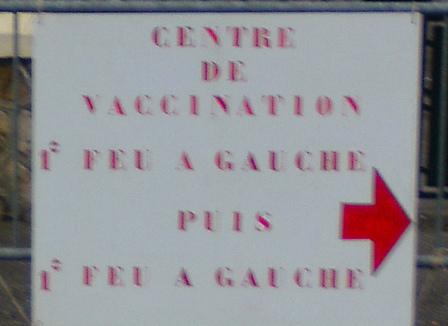 CENTRE
DE
VACCINATION
1e FEU A GAUCHE
PUIS
1e FEU A GAUCHE